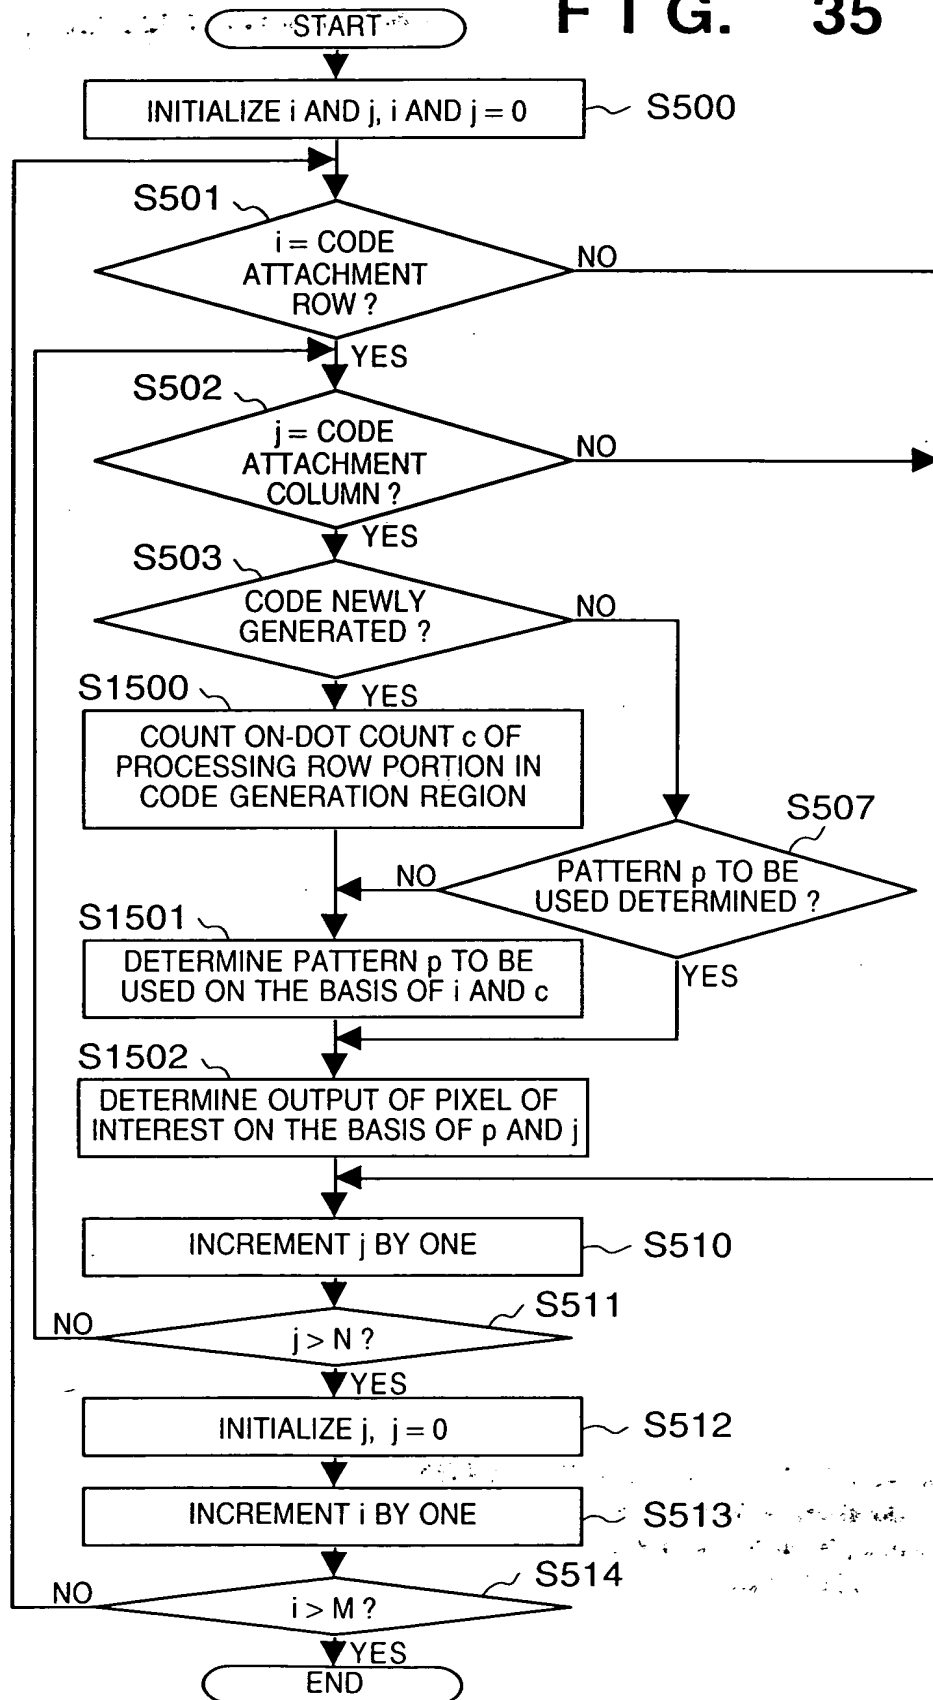 FIG. 35
START
INITIALIZE i AND j, i AND j = 0
S500
S501
i = CODE
ATTACHMENT
ROW ?
NO
YES
S502
j = CODE
ATTACHMENT
COLUMN ?
NO
YES
S503
CODE NEWLY
GENERATED ?
NO
YES
S1500
COUNT ON-DOT COUNT c OF
PROCESSING ROW PORTION IN
CODE GENERATION REGION
S507
PATTERN p TO BE
USED DETERMINED ?
NO
YES
S1501
DETERMINE PATTERN p TO BE
USED ON THE BASIS OF i AND c
S1502
DETERMINE OUTPUT OF PIXEL OF
INTEREST ON THE BASIS OF p AND j
INCREMENT j BY ONE
S510
S511
j > N ?
NO
YES
INITIALIZE j, j = 0
S512
INCREMENT i BY ONE
S513
S514
i > M ?
NO
YES
END